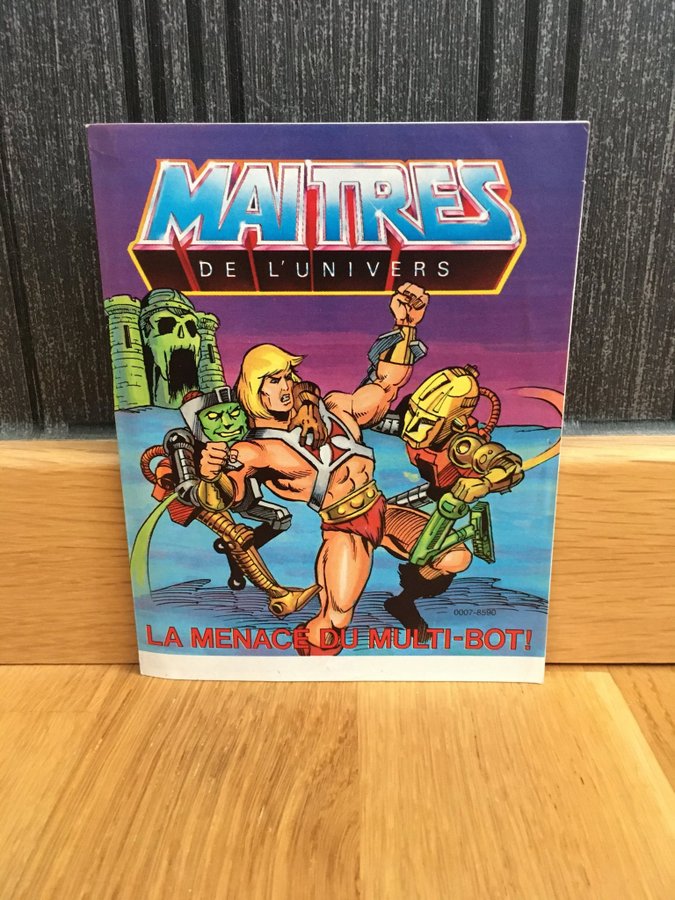 MAITRES
DE L'UNIVERS
0007-8590
LA MENACE DU MULTI-BOT!